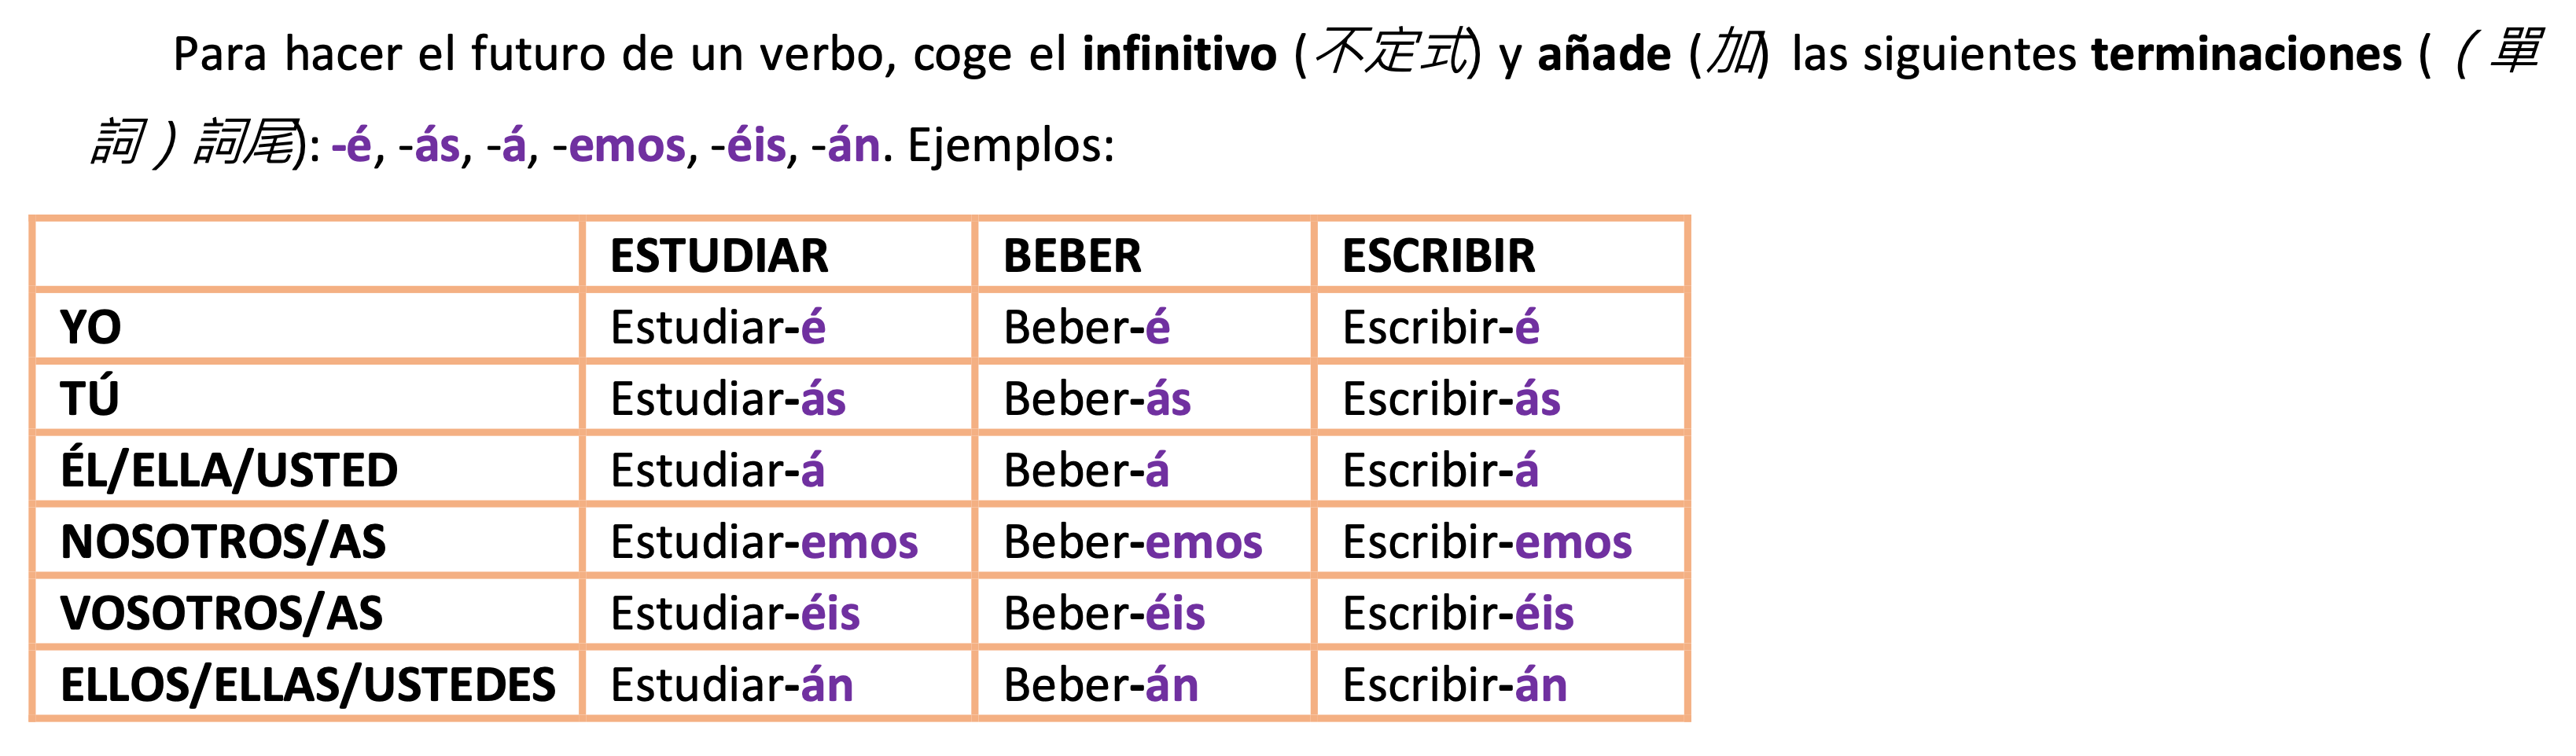 Para hacer el futuro de un verbo, coge el infinitivo (不定式) y añade (加) las siguientes terminaciones (（單
詞）詞尾): -é, -ás, -á, -emos, -éis, -án. Ejemplos:
ESTUDIAR BEBER ESCRIBIR
YO Estudiar-é Beber-é Escribir-é
TÚ Estudiar-ás Beber-ás Escribir-ás
ÉL/ELLA/USTED Estudiar-á Beber-á Escribir-á
NOSOTROS/AS Estudiar-emos Beber-emos Escribir-emos
VOSOTROS/AS Estudiar-éis Beber-éis Escribir-éis
ELLOS/ELLAS/USTEDES Estudiar-án Beber-án Escribir-án